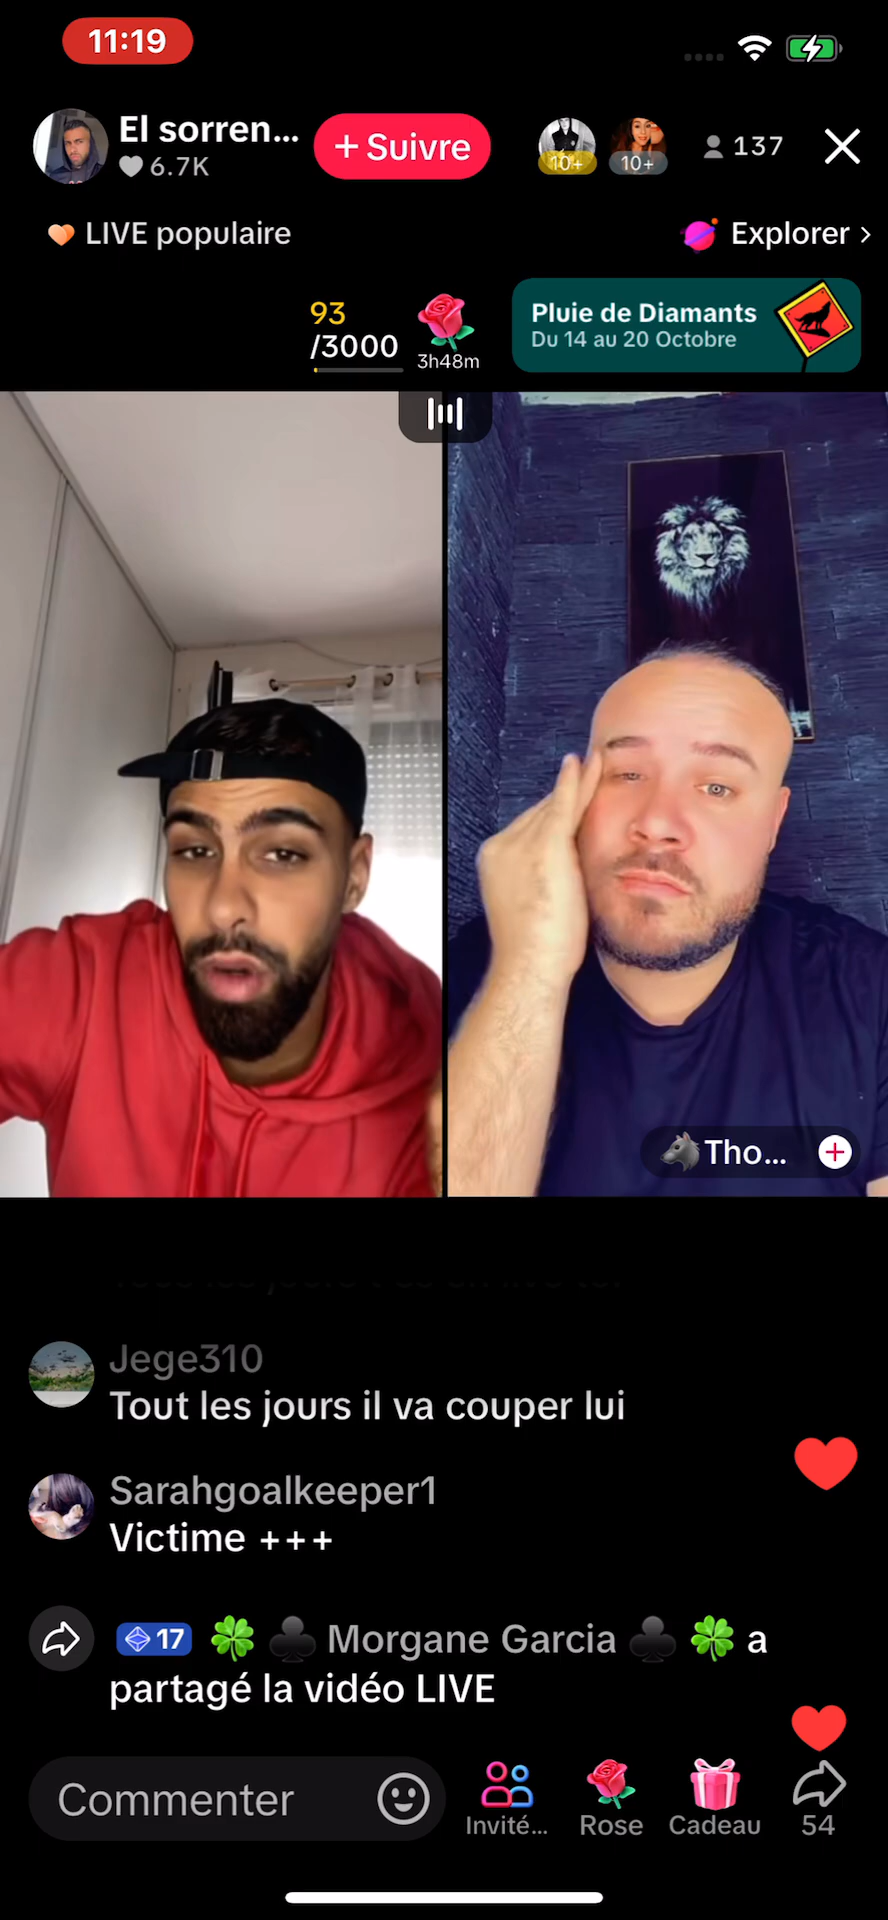 11:19
El sorren...
6.7K
+ Suivre
10+
10+
137
LIVE populaire
Explorer >
93
/3000
3h48m
Pluie de Diamants
Du 14 au 20 Octobre
Tho...
Jege310
Tout les jours il va couper lui
Sarahgoalkeeper1
Victime +++
17 🍀 ♣️ Morgane Garcia ♣️ 🍀 a
partagé la vidéo LIVE
Commenter
Invité...
Rose
Cadeau
54